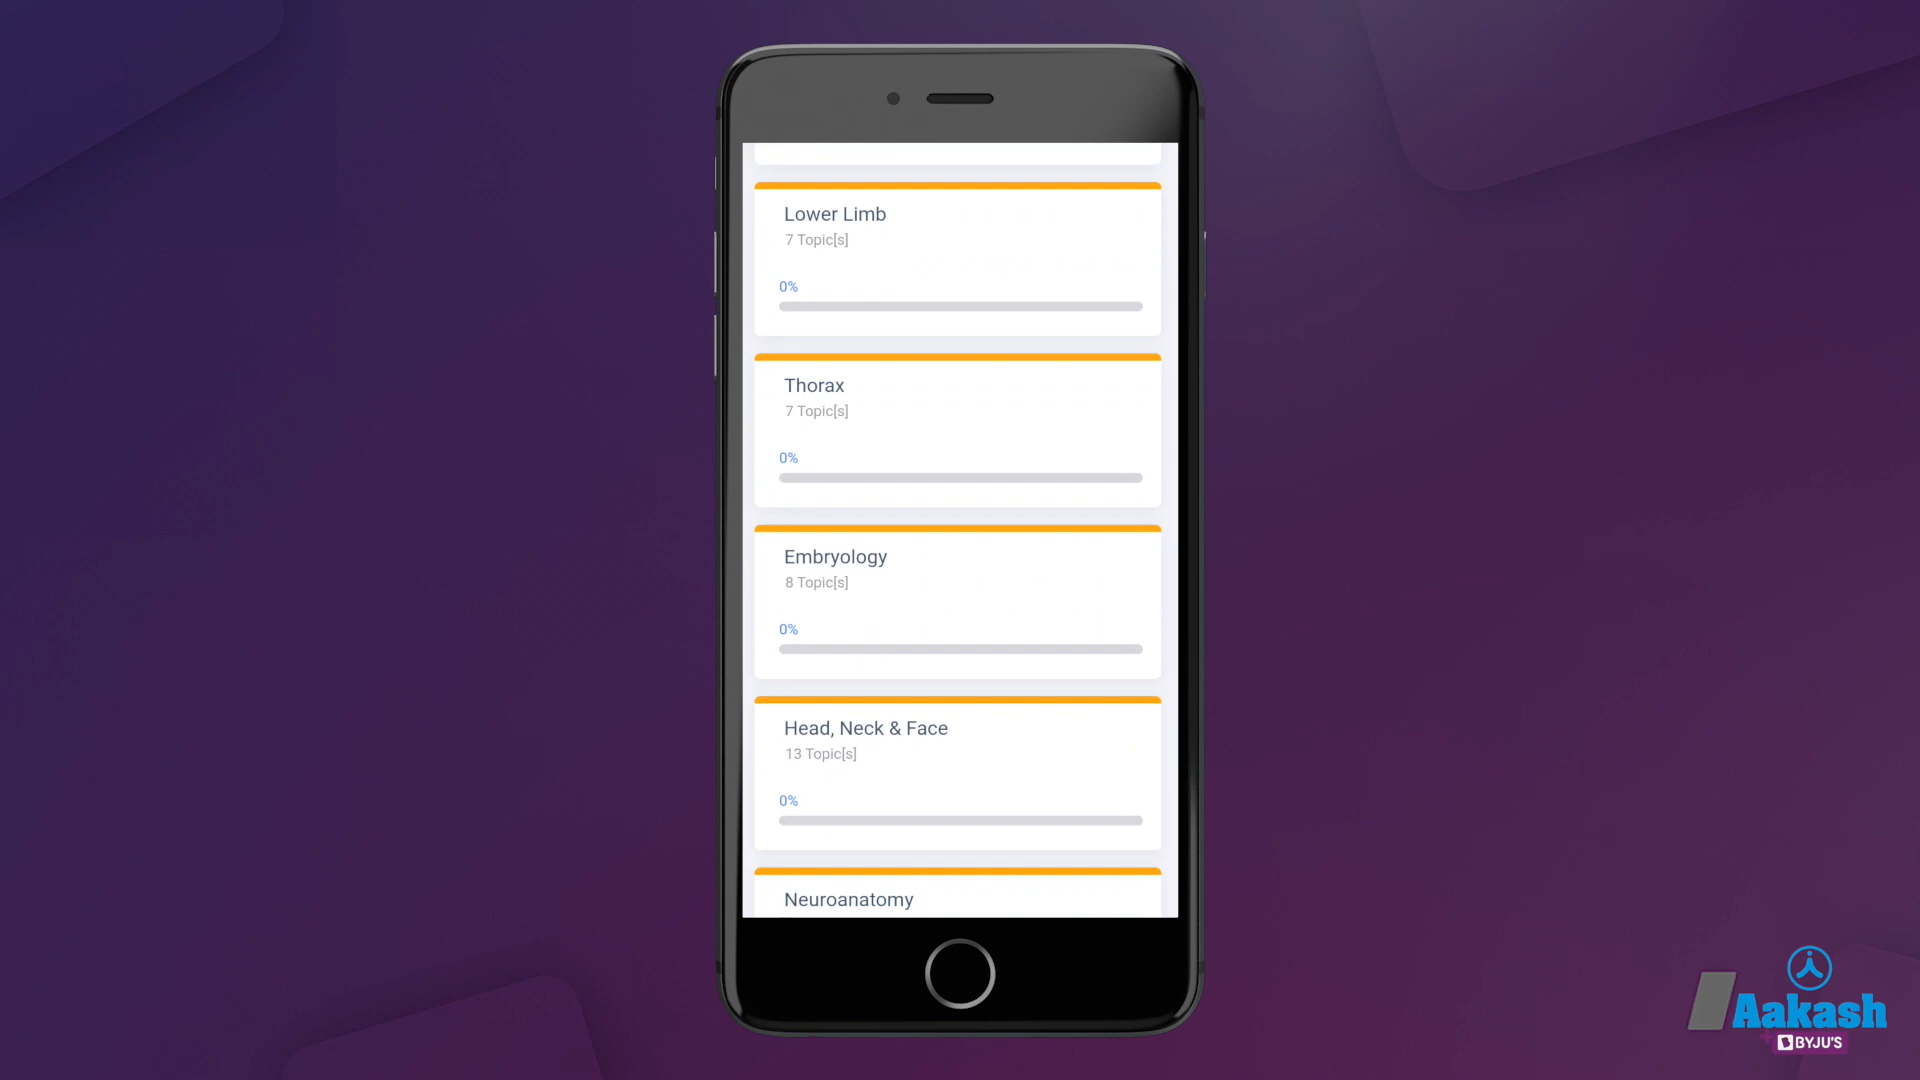 Lower Limb
7 Topic[s]
0%
Thorax
7 Topic[s]
0%
Embryology
8 Topic[s]
0%
Head, Neck & Face
13 Topic[s]
0%
Neuroanatomy
Aakash
BYJU'S